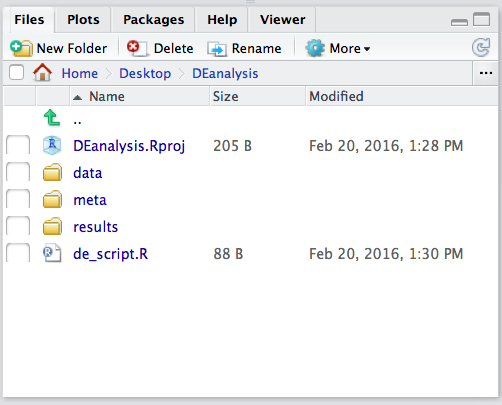 Files Plots Packages Help Viewer
New Folder Delete Rename More
Home Desktop DEanalysis ...
Name Size Modified
..
DEanalysis.Rproj 205 B Feb 20, 2016, 1:28 PM
data
meta
results
de_script.R 88 B Feb 20, 2016, 1:30 PM